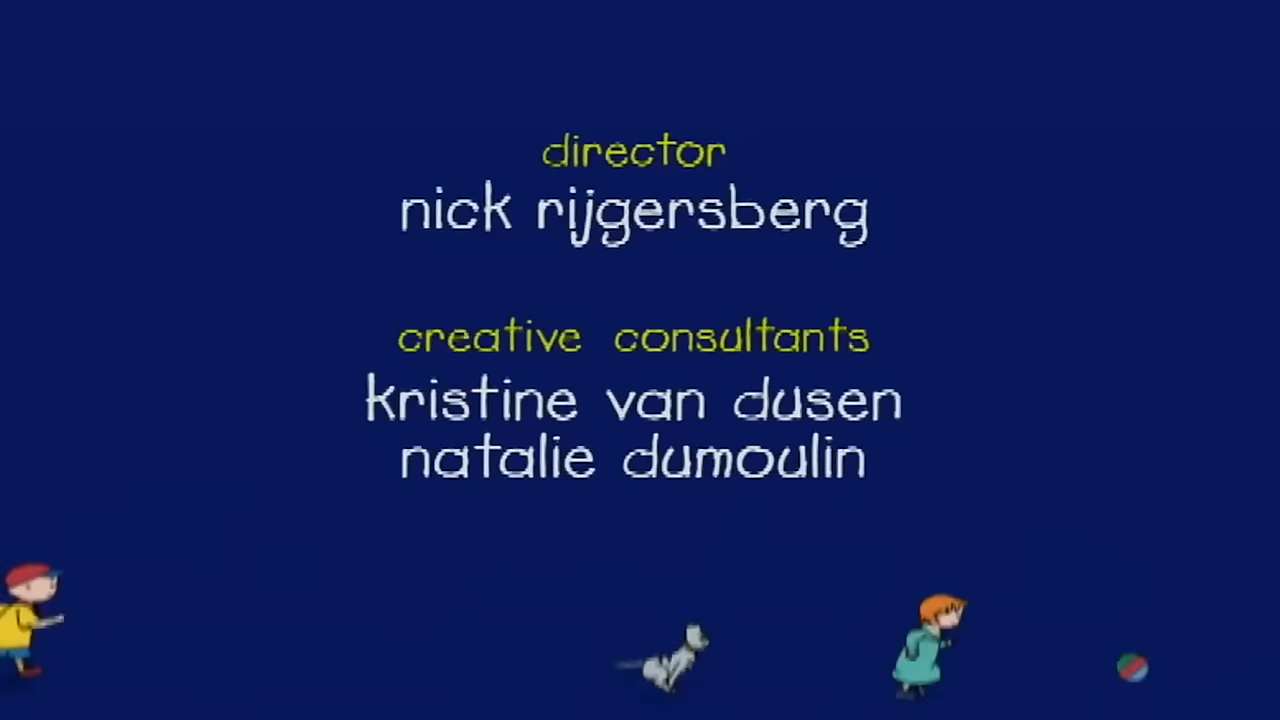 director
nick rijgersberg
creative consultants
kristine van dusen
natalie dumoulin